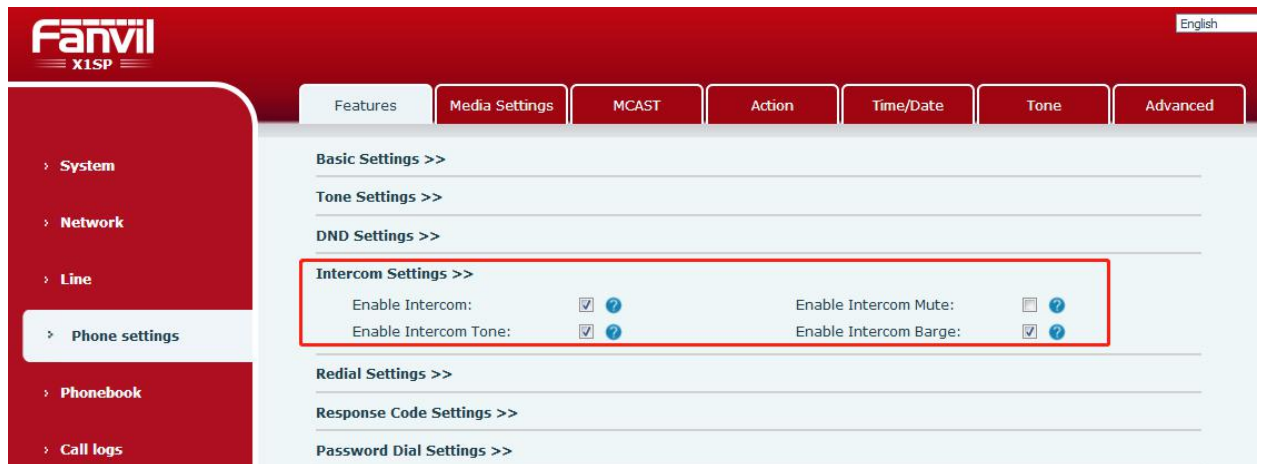 Fanvil
X1SP
English
Features Media Settings MCAST Action Time/Date Tone Advanced
› System
› Network
› Line
› Phone settings
› Phonebook
› Call logs
Basic Settings >>
Tone Settings >>
DND Settings >>
Intercom Settings >>
Enable Intercom: Enable Intercom Mute:
Enable Intercom Tone: Enable Intercom Barge:
Redial Settings >>
Response Code Settings >>
Password Dial Settings >>